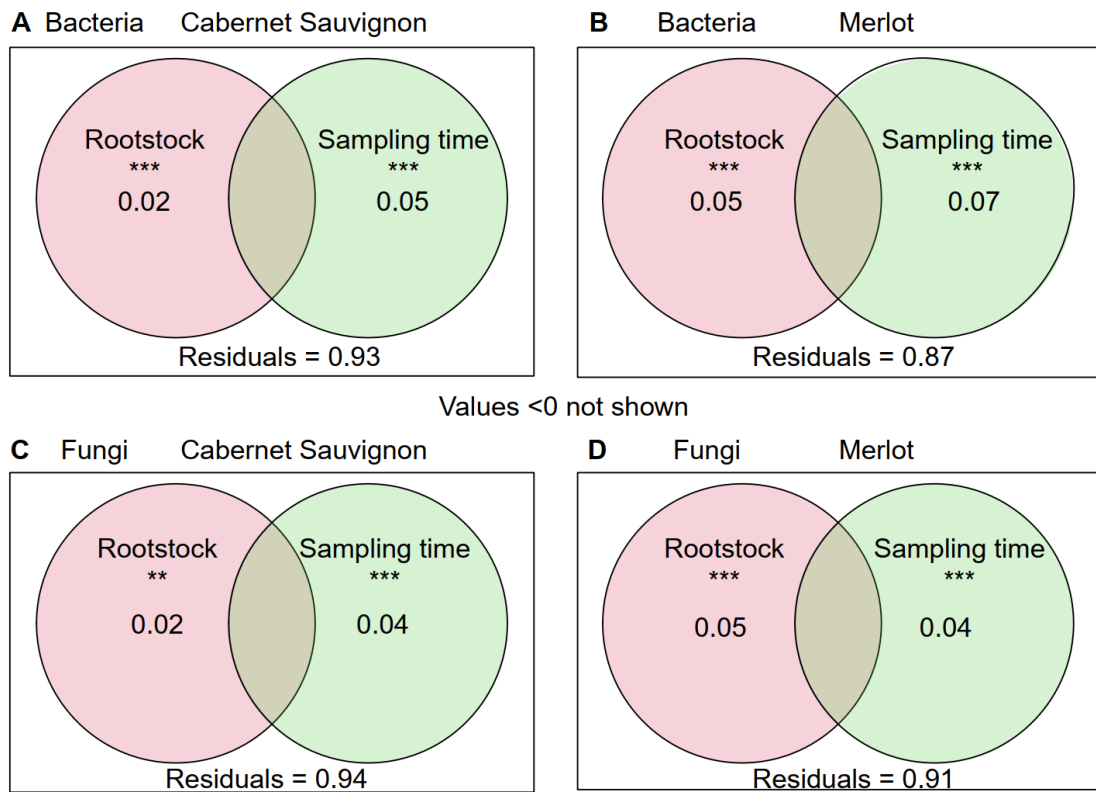 A Bacteria Cabernet Sauvignon
B Bacteria Merlot
Rootstock
***
0.02
Sampling time
***
0.05
Residuals = 0.93
Rootstock
***
0.05
Sampling time
***
0.07
Residuals = 0.87
Values <0 not shown
C Fungi Cabernet Sauvignon
D Fungi Merlot
Rootstock
**
0.02
Sampling time
***
0.04
Residuals = 0.94
Rootstock
***
0.05
Sampling time
***
0.04
Residuals = 0.91